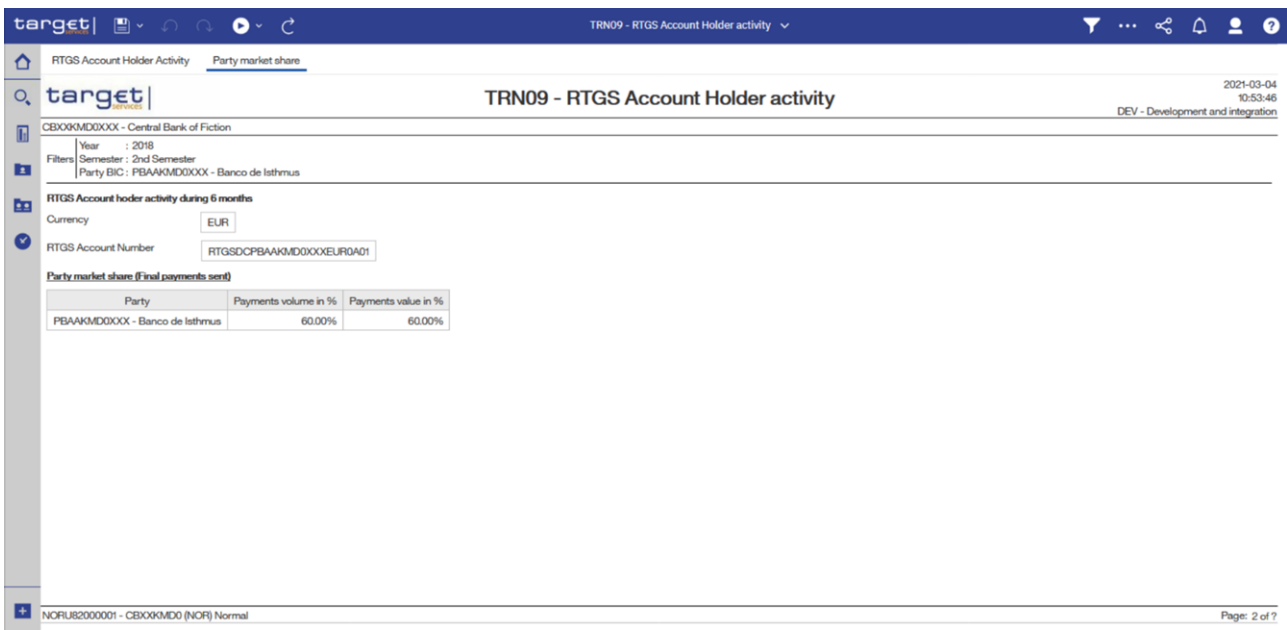 target| services TRN09 - RTGS Account Holder activity ?
RTGS Account Holder Activity Party market share
target| services TRN09 - RTGS Account Holder activity 2021-03-04
10:53:46
DEV - Development and integration
CBXXKMD0XXX - Central Bank of Fiction
Year : 2018
Filters Semester : 2nd Semester
Party BIC : PBAAKMD0XXX - Banco de Isthmus
RTGS Account hoder activity during 6 months
Currency EUR
RTGS Account Number RTGSDCPBAAKMD0XXXEUR0A01
Party market share (Final payments sent)
Party Payments volume in % Payments value in %
PBAAKMD0XXX - Banco de Isthmus 60.00% 60.00%
NORU82000001 - CBXXKMD0 (NOR) Normal Page: 2 of ?